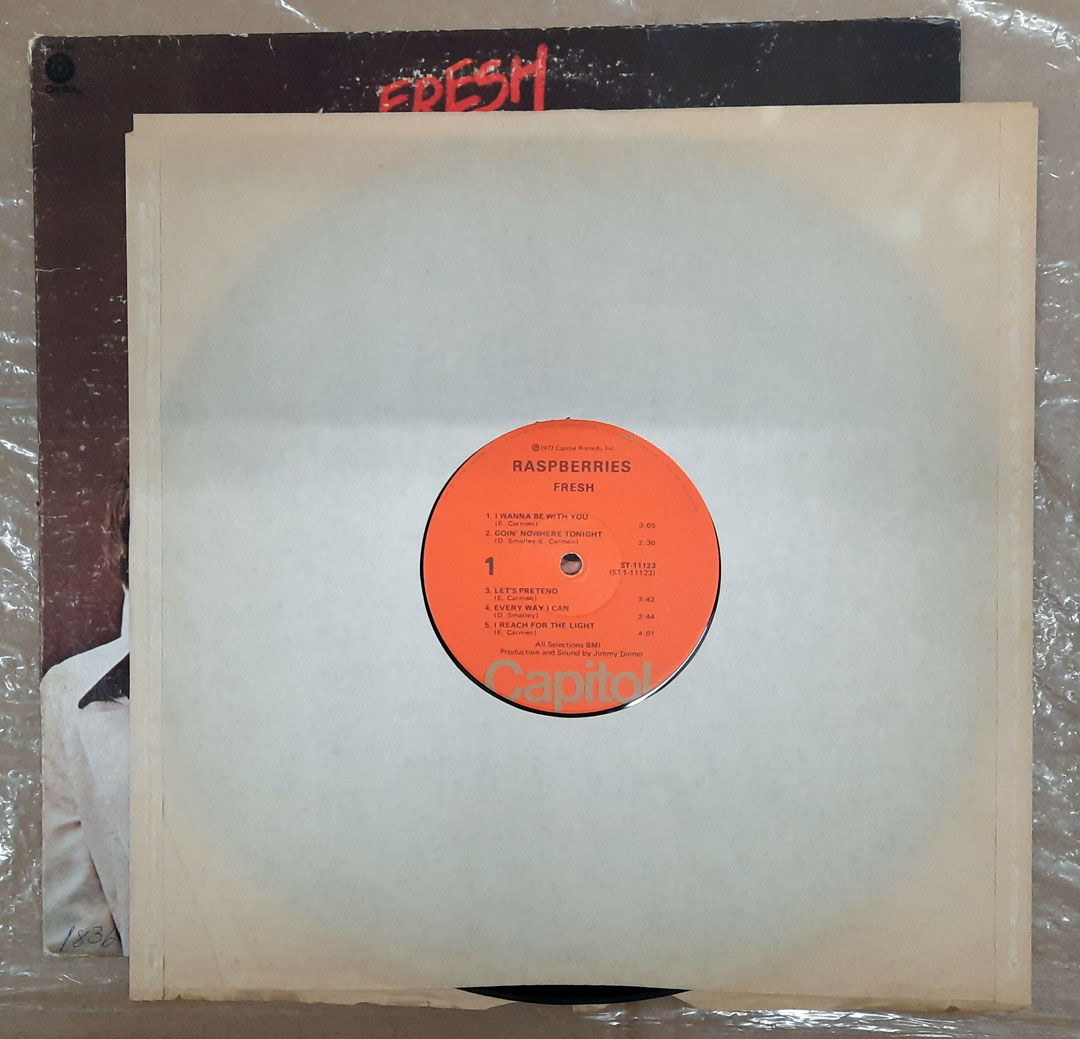 Capitol
FRESH
℗1972 Capitol Records, Inc.
RASPBERRIES
FRESH
1. I WANNA BE WITH YOU
(E. Carmen) 3:05
2. GOIN' NOWHERE TONIGHT
(D. Smalley-E. Carmen) 2:30
1 ST-11123
(ST1-11123)
3. LET'S PRETEND
(E. Carmen) 3:42
4. EVERY WAY I CAN
(D. Smalley) 2:44
5. I REACH FOR THE LIGHT
(E. Carmen) 4:01
All Selections BMI
Production and Sound by Jimmy Ienner
Capitol
1836